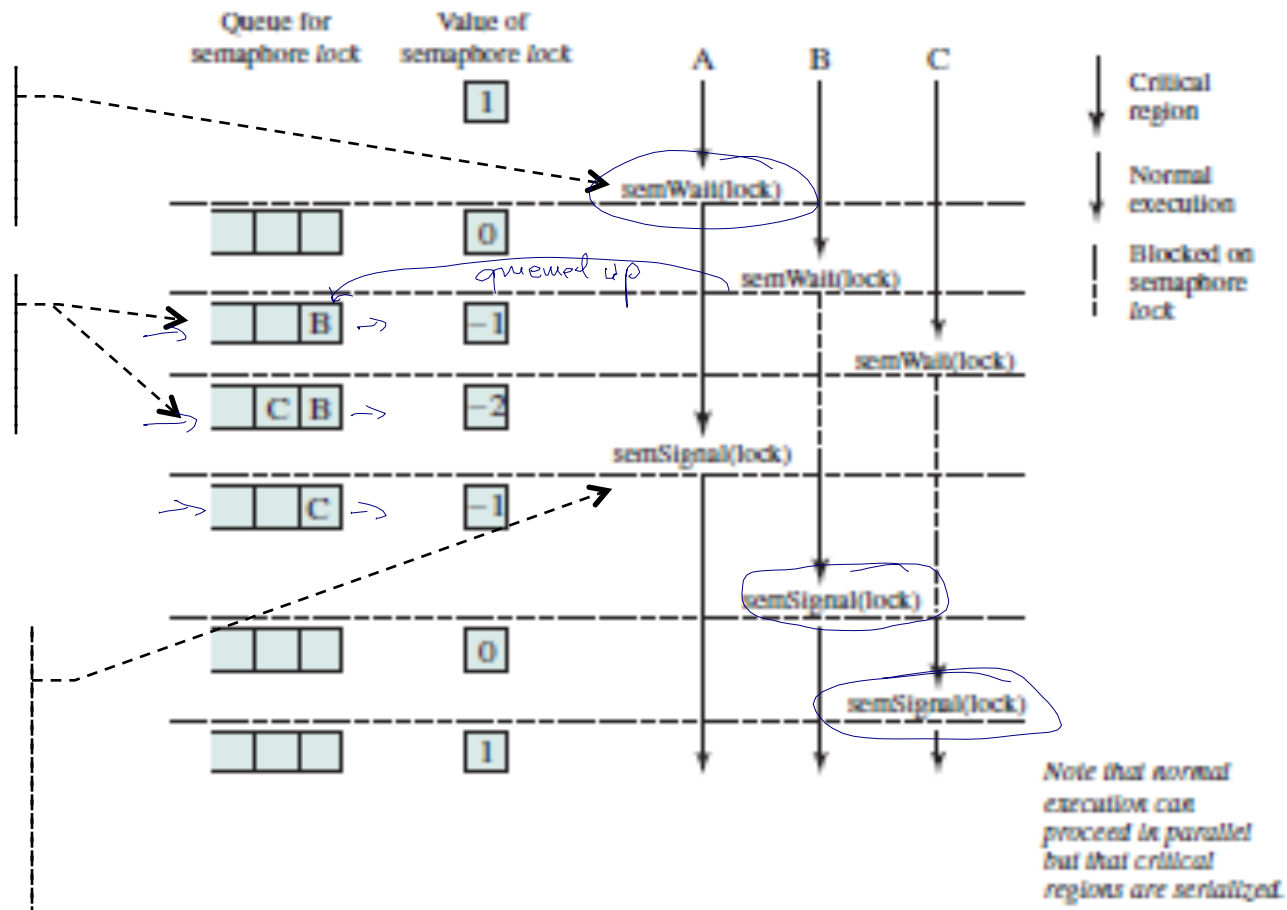 Queue for
semaphore lock
Value of
semaphore lock
A
B
C
Critical
region
1
semWait(lock)
Normal
execution
0
Blocked on
semaphore
lock
queued up
semWait(lock)
B
−1
semWait(lock)
C B
−2
semSignal(lock)
C
−1
semSignal(lock)
0
semSignal(lock)
1
Note that normal
execution can
proceed in parallel
but that critical
regions are serialized.